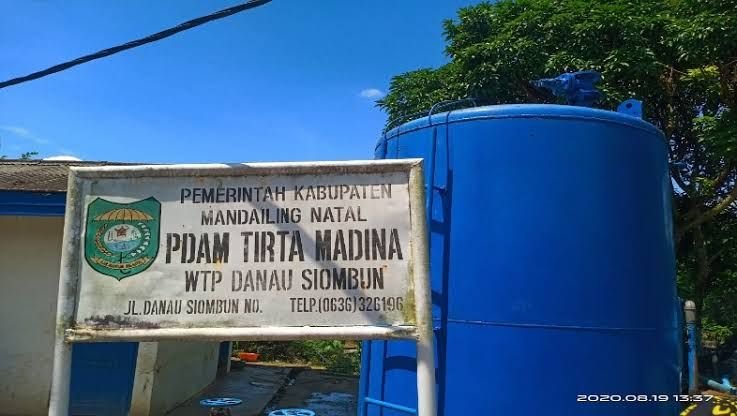 PEMERINTAH KABUPATEN
MANDAILING NATAL
PDAM TIRTA MADINA
WTP DANAU SIOMBUN
JL.DANAU SIOMBUN NO. TELP.(0636)326196
2020.08.19 13:37